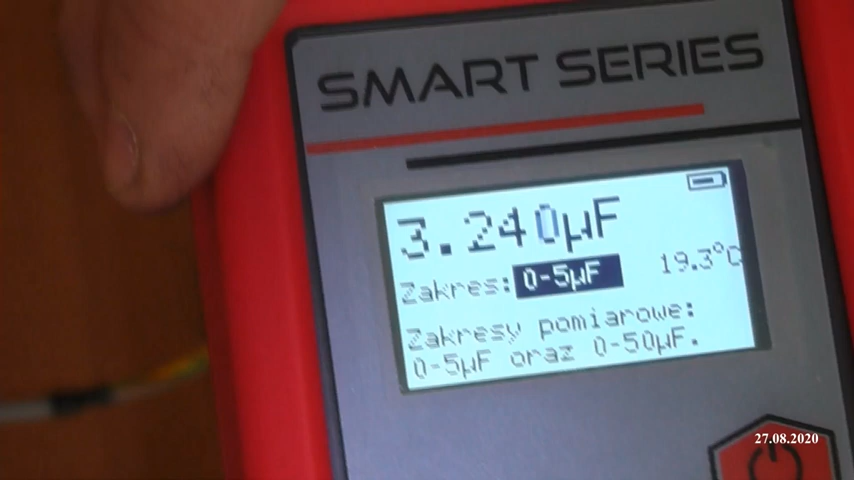 SMART SERIES
3.240µF
Zakres: 0-5µF 19.3°C
Zakresy pomiarowe:
0-5µF oraz 0-50µF.
27.08.2020